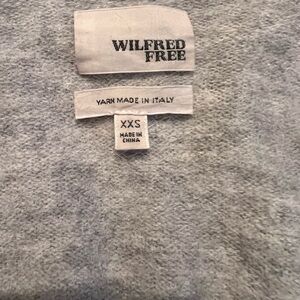 WILFRED
FREE
YARN MADE IN ITALY
XXS
MADE IN
CHINA